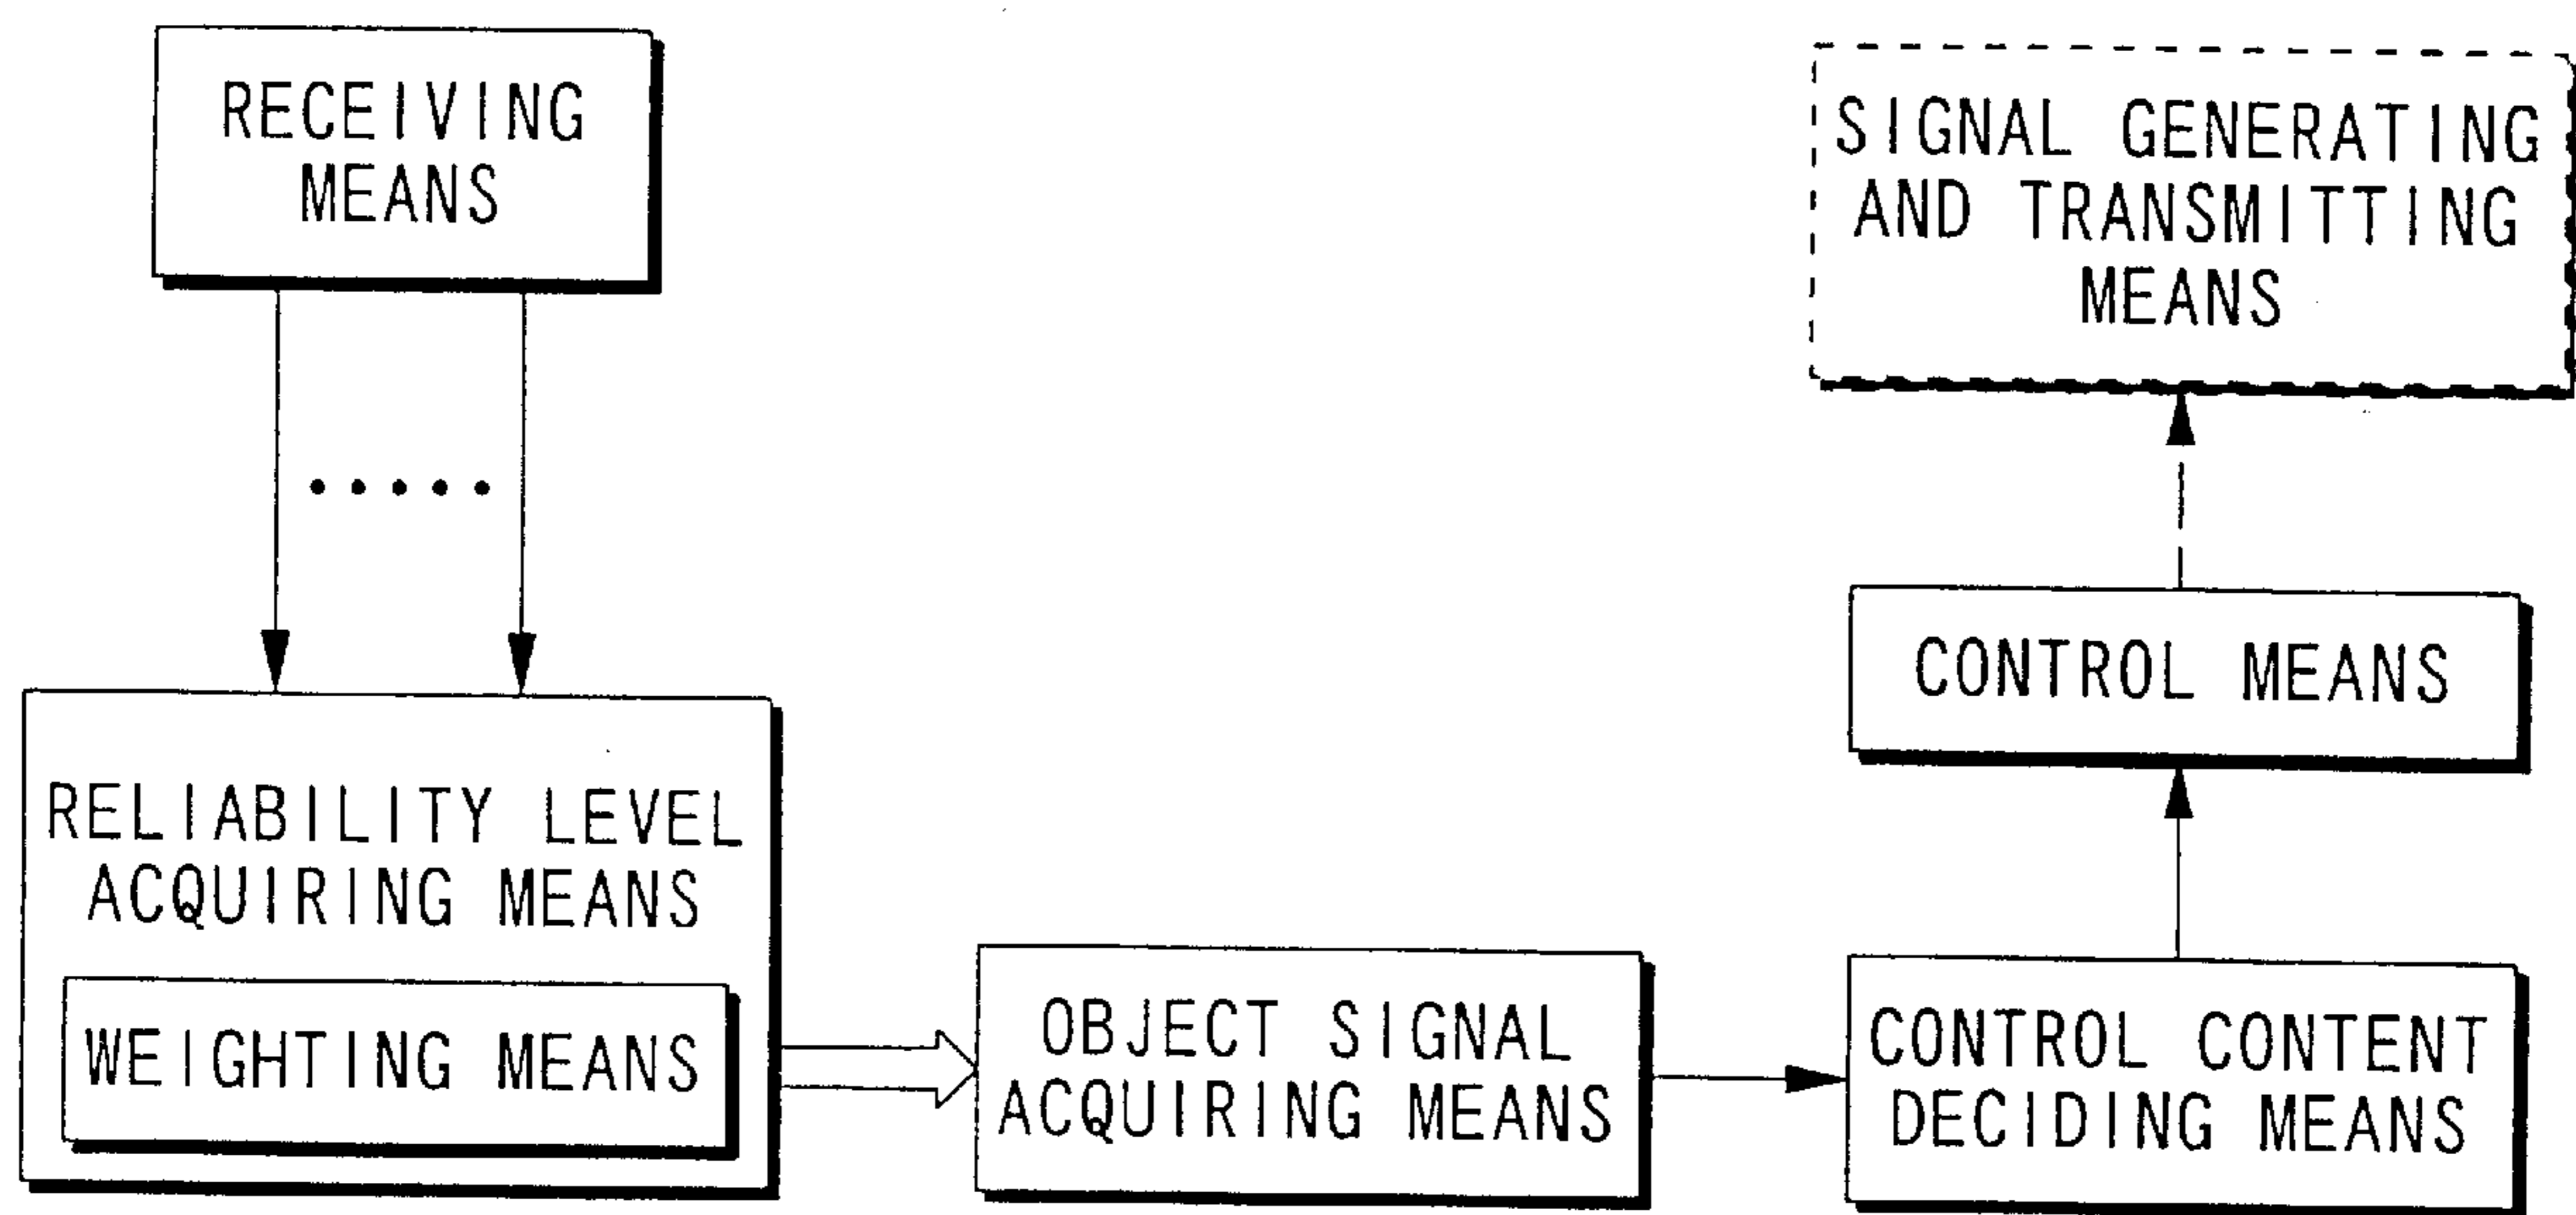 RECEIVING
MEANS
SIGNAL GENERATING
AND TRANSMITTING
MEANS
CONTROL MEANS
RELIABILITY LEVEL
ACQUIRING MEANS
WEIGHTING MEANS
OBJECT SIGNAL
ACQUIRING MEANS
CONTROL CONTENT
DECIDING MEANS